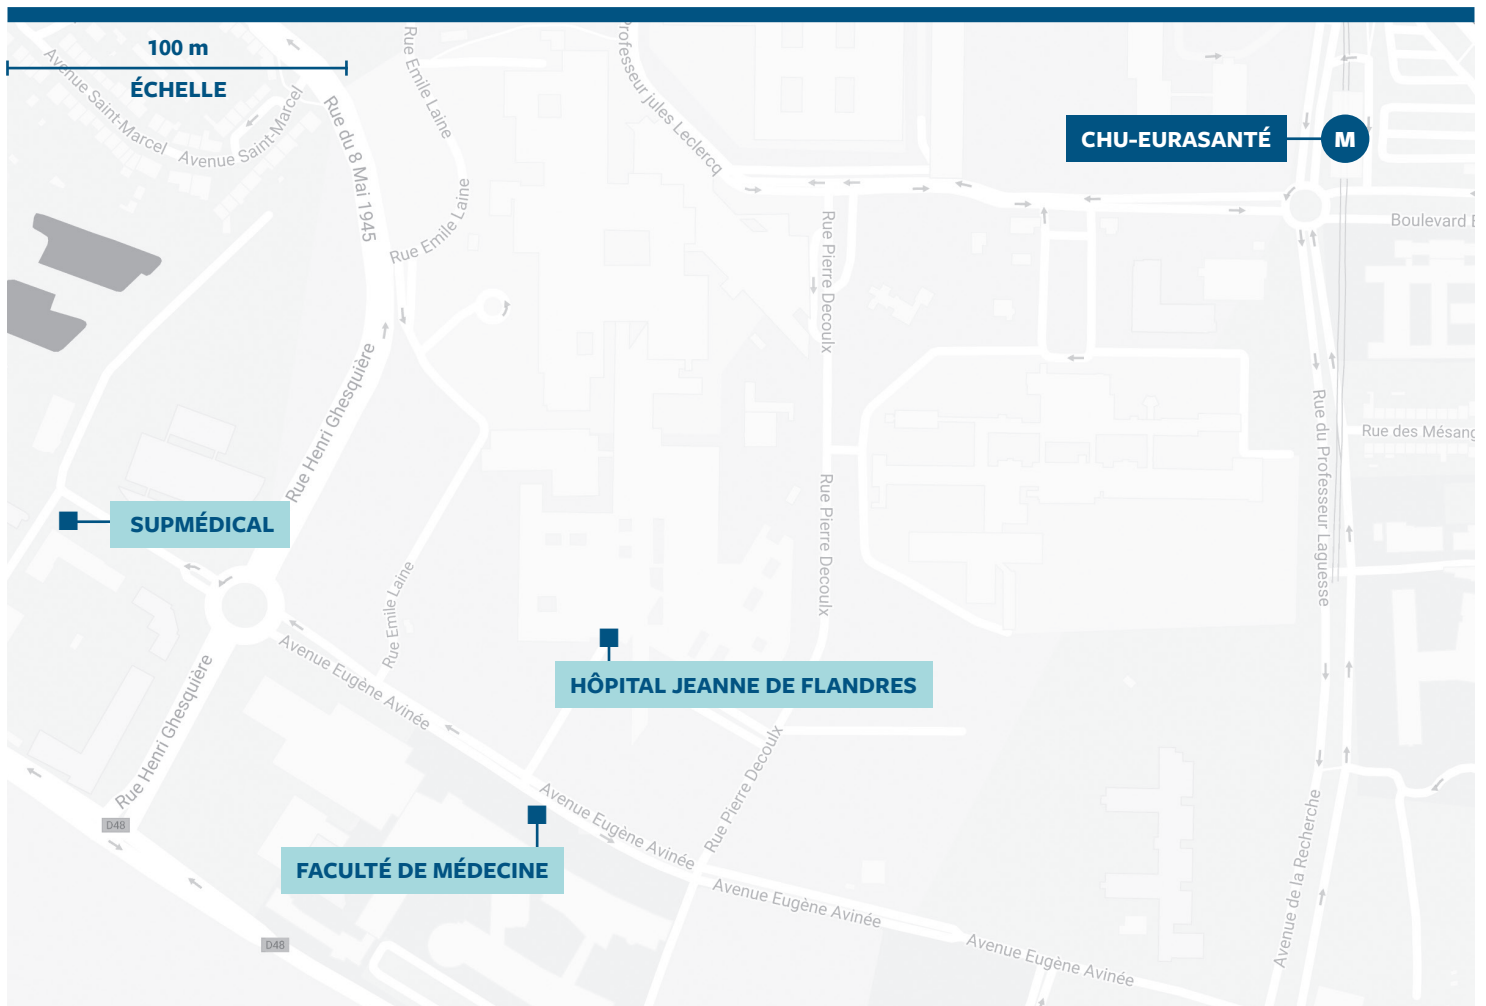 100 m
ÉCHELLE
Avenue Saint-Marcel
Avenue Saint-Marcel
Rue du 8 Mai 1945
Rue Emile Laine
Rue Emile Laine
Professeur jules Leclercq
CHU-EURASANTÉ
M
Boulevard E
Rue Pierre Decoulx
Rue Henri Ghesquière
Rue du Professeur Laguesse
Rue des Mésang
Rue Pierre Decoulx
SUPMÉDICAL
Rue Emile Laine
Avenue Eugène Avinée
HÔPITAL JEANNE DE FLANDRES
Rue Henri Ghesquière
Rue Pierre Decoulx
D48
Avenue Eugène Avinée
FACULTÉ DE MÉDECINE
Avenue Eugène Avinée
Avenue de la Recherche
D48
Avenue Eugène Avinée